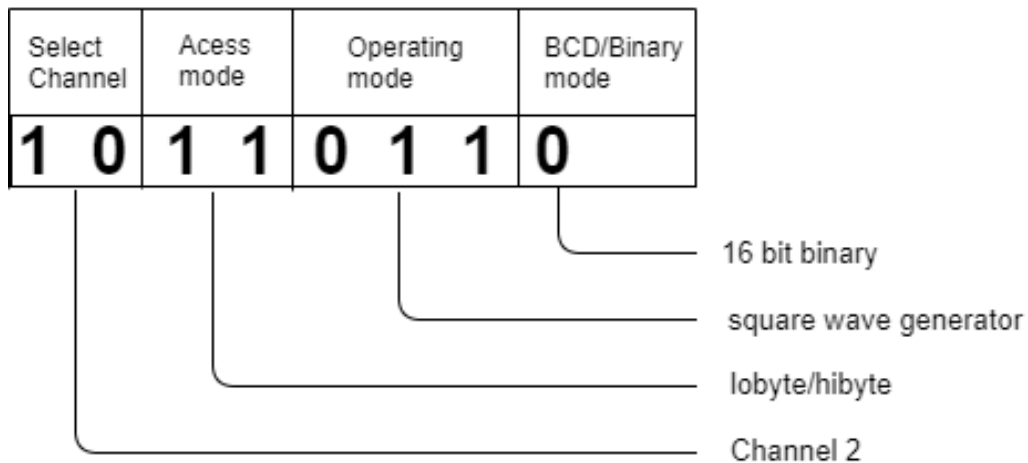 Select Channel
Acess mode
Operating mode
BCD/Binary mode
1 0 1 1 0 1 1 0
16 bit binary
square wave generator
lobyte/hibyte
Channel 2